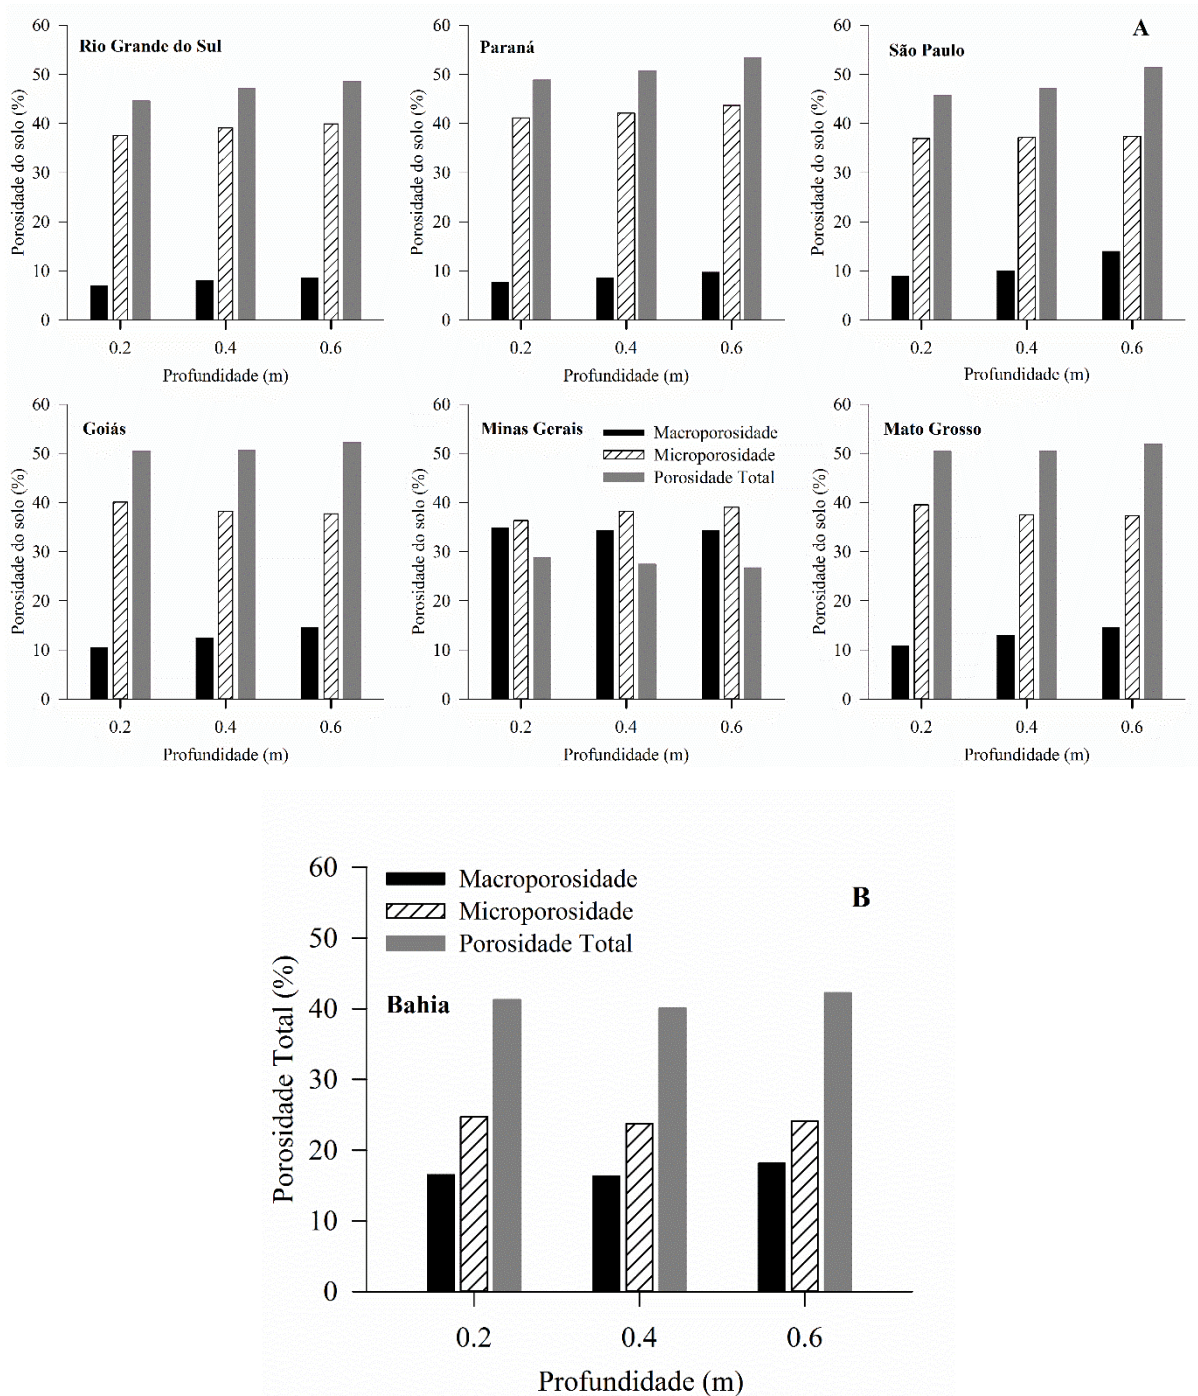 A
Rio Grande do Sul
Porosidade do solo (%)
60
50
40
30
20
10
0
0.2 0.4 0.6
Profundidade (m)
Paraná
Porosidade do solo (%)
60
50
40
30
20
10
0
0.2 0.4 0.6
Profundidade (m)
São Paulo
Porosidade do solo (%)
60
50
40
30
20
10
0
0.2 0.4 0.6
Profundidade (m)
Goiás
Porosidade do solo (%)
60
50
40
30
20
10
0
0.2 0.4 0.6
Profundidade (m)
Minas Gerais
Macroporosidade
Microporosidade
Porosidade Total
Porosidade do solo (%)
60
50
40
30
20
10
0
0.2 0.4 0.6
Profundidade (m)
Mato Grosso
Porosidade do solo (%)
60
50
40
30
20
10
0
0.2 0.4 0.6
Profundidade (m)
B
Macroporosidade
Microporosidade
Porosidade Total
Bahia
Porosidade Total (%)
60
50
40
30
20
10
0
0.2 0.4 0.6
Profundidade (m)